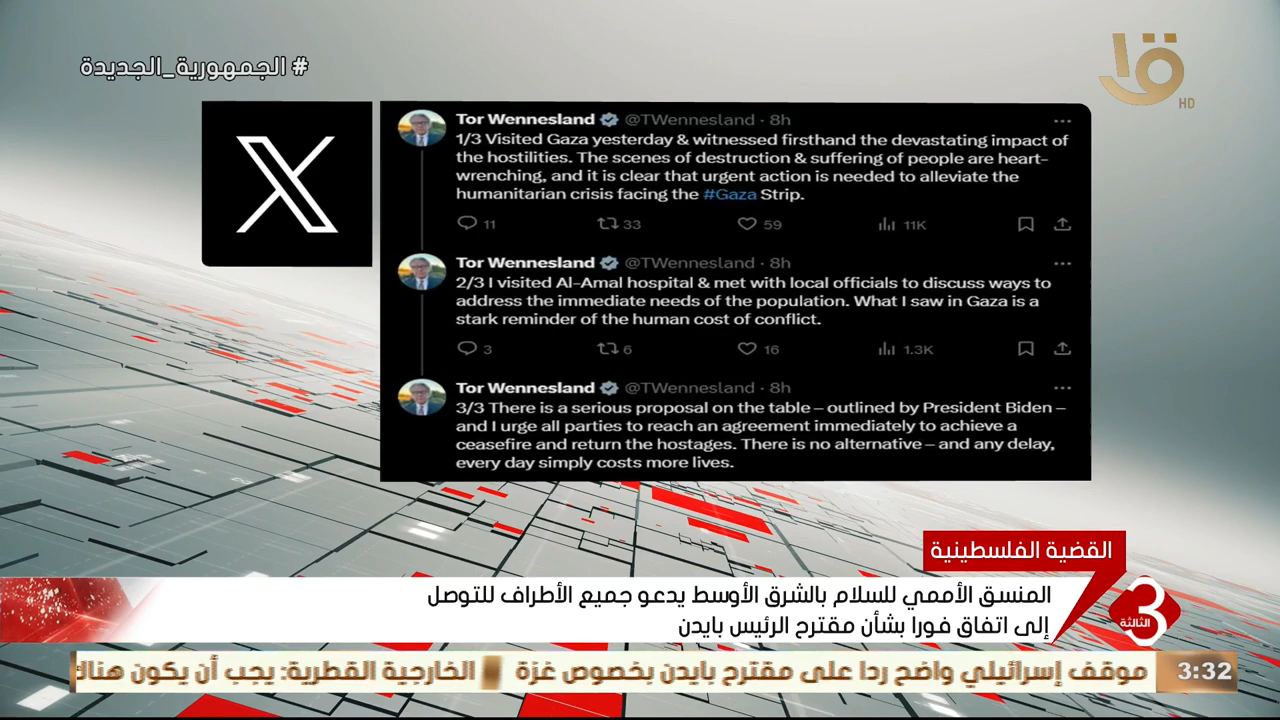 # الجمهورية_الجديدة
ten
HD
Tor Wennesland @TWennesland · 8h
1/3 Visited Gaza yesterday & witnessed firsthand the devastating impact of
the hostilities. The scenes of destruction & suffering of people are heart-
wrenching, and it is clear that urgent action is needed to alleviate the
humanitarian crisis facing the #Gaza Strip.
11 33 59 11K
Tor Wennesland @TWennesland · 8h
2/3 I visited Al-Amal hospital & met with local officials to discuss ways to
address the immediate needs of the population. What I saw in Gaza is a
stark reminder of the human cost of conflict.
3 6 16 1.3K
Tor Wennesland @TWennesland · 8h
3/3 There is a serious proposal on the table – outlined by President Biden –
and I urge all parties to reach an agreement immediately to achieve a
ceasefire and return the hostages. There is no alternative – and any delay,
every day simply costs more lives.
القضية الفلسطينية
المنسق الأممي للسلام بالشرق الأوسط يدعو جميع الأطراف للتوصل
إلى اتفاق فورا بشأن مقترح الرئيس بايدن
3 الثالثة
موقف إسرائيلي واضح ردا على مقترح بايدن بخصوص غزة الخارجية القطرية: يجب أن يكون هناك
3:32